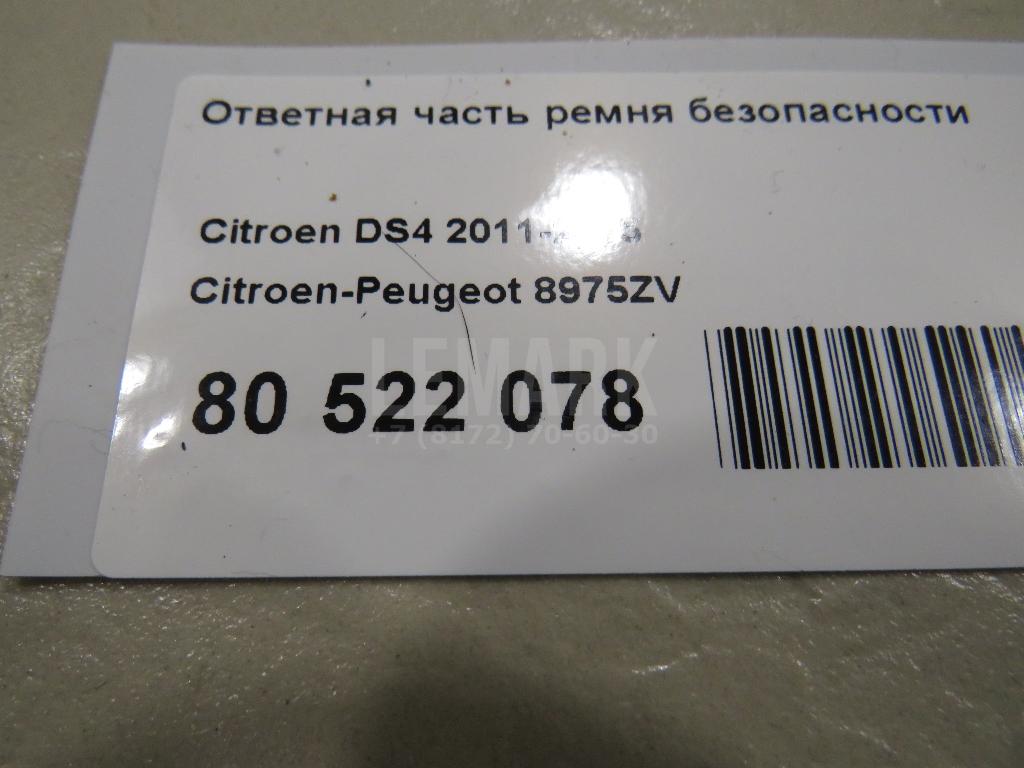 Ответная часть ремня безопасности
Citroen DS4 2011-
Citroen-Peugeot 8975ZV
LEMARK
80 522 078
+7 (8172) 70-60-30